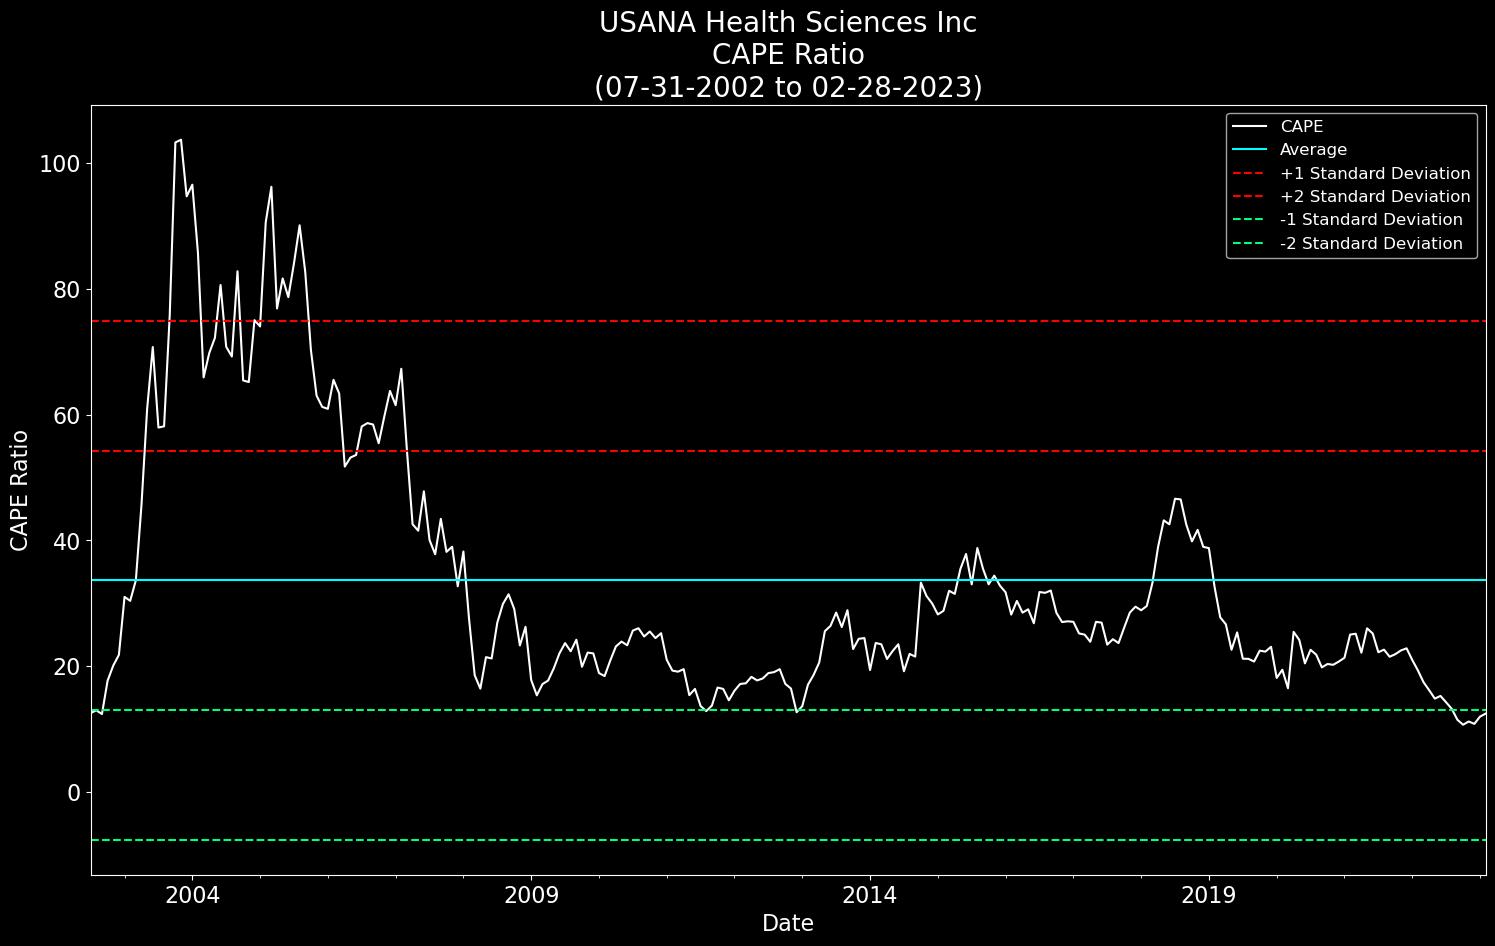 USANA Health Sciences Inc
CAPE Ratio
(07-31-2002 to 02-28-2023)
CAPE
Average
+1 Standard Deviation
+2 Standard Deviation
-1 Standard Deviation
-2 Standard Deviation
100
80
60
40
20
0
CAPE Ratio
2004
2009
2014
2019
Date